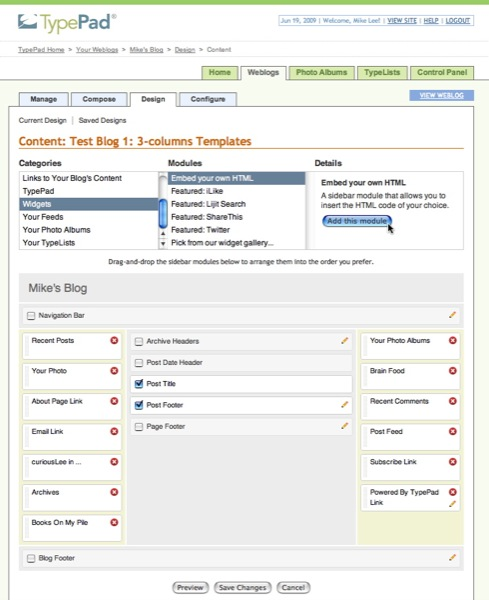 TypePad
Jun 19, 2009 | Welcome, Mike Lee! | VIEW SITE | HELP | LOGOUT
TypePad Home > Your Weblogs > Mike's Blog > Design > Content
Home Weblogs Photo Albums TypeLists Control Panel
Manage Compose Design Configure VIEW WEBLOG
Current Design | Saved Designs
Content: Test Blog 1: 3-columns Templates
Categories Modules Details
Links to Your Blog's Content
TypePad
Widgets
Your Feeds
Your Photo Albums
Your TypeLists
Embed your own HTML
Featured: iLike
Featured: Lijit Search
Featured: ShareThis
Featured: Twitter
Pick from our widget gallery...
Embed your own HTML
A sidebar module that allows you to
insert the HTML code of your choice.
Add this module
Drag-and-drop the sidebar modules below to arrange them into the order you prefer.
Mike's Blog
Navigation Bar
Recent Posts
Your Photo
About Page Link
Email Link
curiousLee in ...
Archives
Books On My Pile
Archive Headers
Post Date Header
Post Title
Post Footer
Page Footer
Your Photo Albums
Brain Food
Recent Comments
Post Feed
Subscribe Link
Powered By TypePad
Link
Blog Footer
Preview Save Changes Cancel